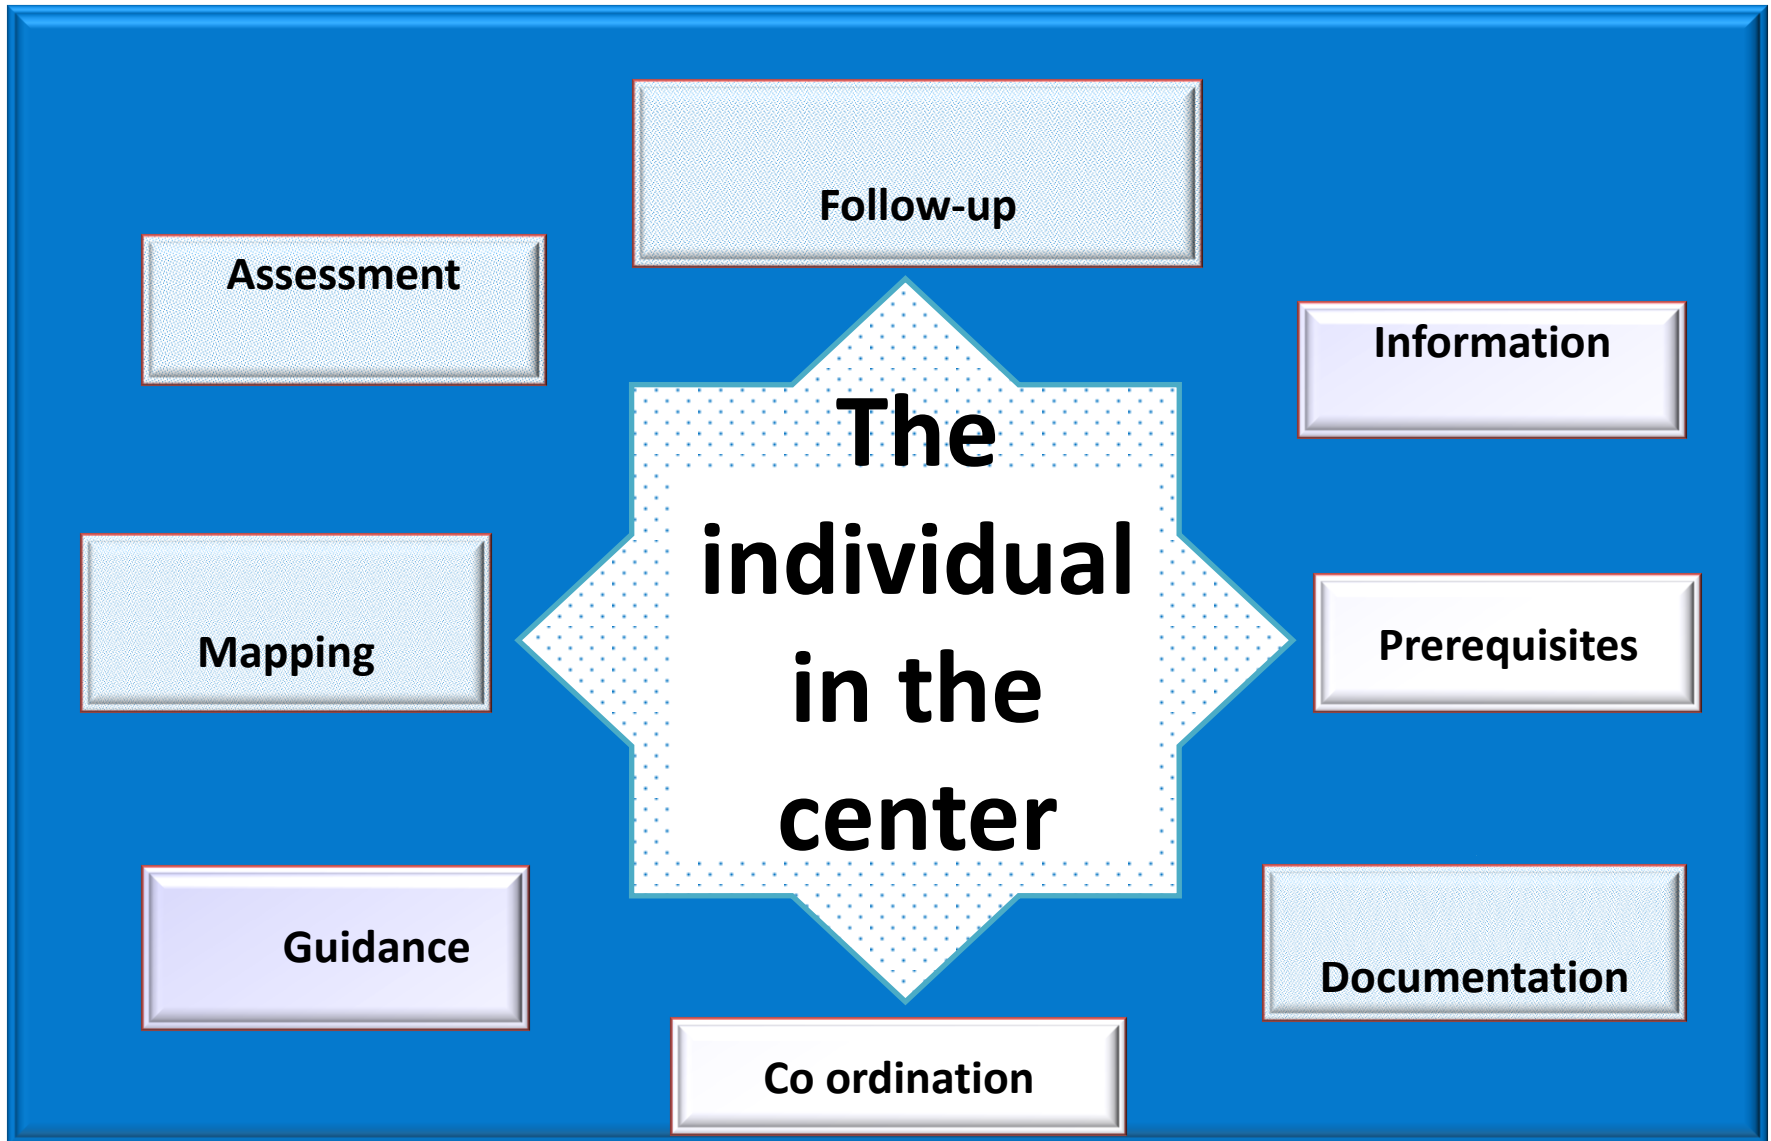 Follow-up
Assessment
Information
The
individual
in the
center
Mapping
Prerequisites
Guidance
Documentation
Co ordination